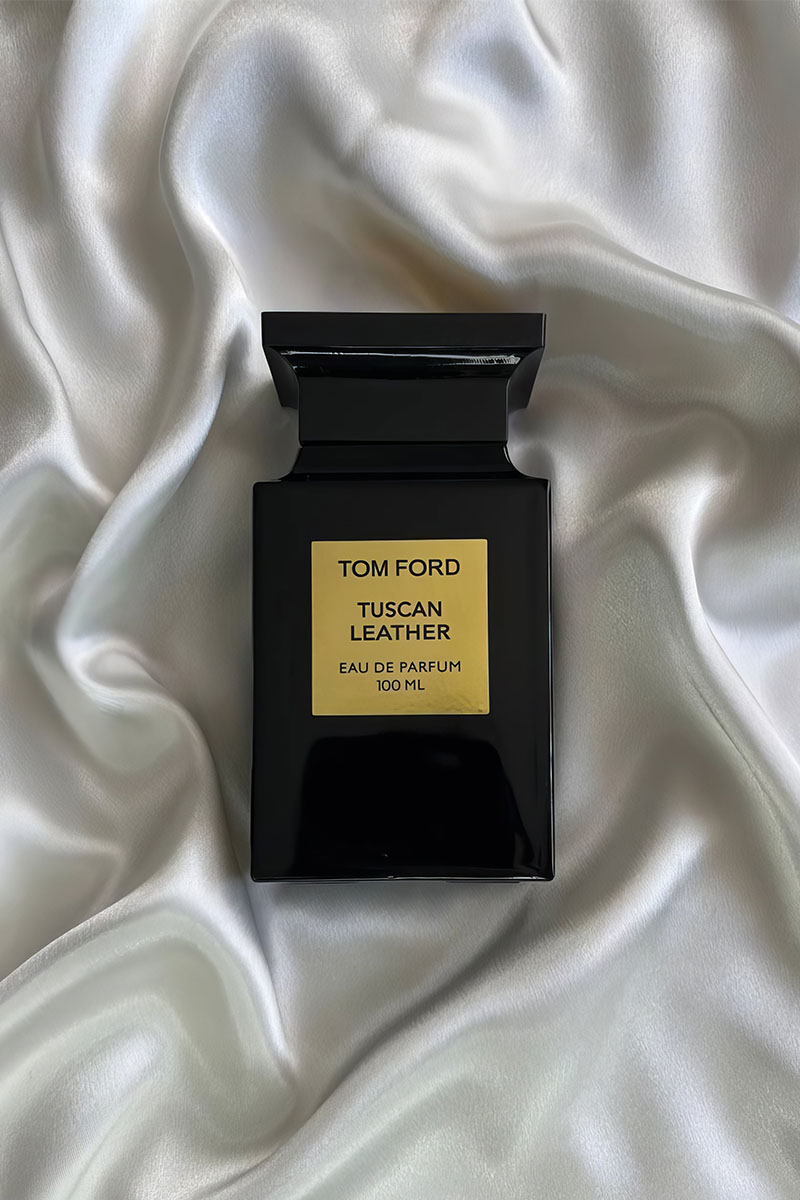 TOM FORD
TUSCAN
LEATHER
EAU DE PARFUM
100 ML